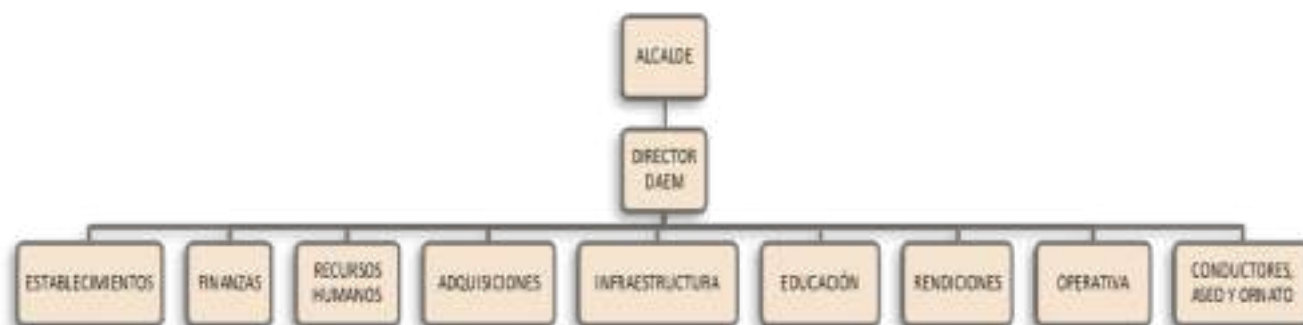 ALCALDE
DIRECTOR
DAEM
ESTABLECIMIENTOS
FINANZAS
RECURSOS
HUMANOS
ADQUISICIONES
INFRAESTRUCTURA
EDUCACIÓN
RENDICIONES
OPERATIVA
CONDUCTORES,
ASEO Y ORNATO